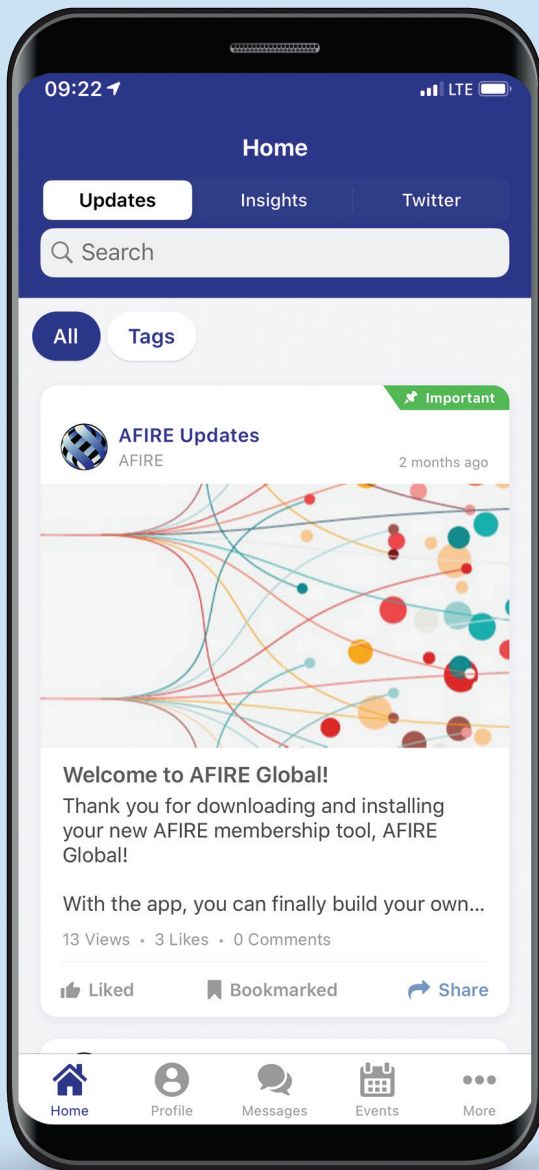 09:22
LTE
Home
Updates Insights Twitter
Search
All Tags
Important
AFIRE Updates
AFIRE
2 months ago
Welcome to AFIRE Global!
Thank you for downloading and installing
your new AFIRE membership tool, AFIRE
Global!
With the app, you can finally build your own...
13 Views • 3 Likes • 0 Comments
Liked Bookmarked Share
Home Profile Messages Events More